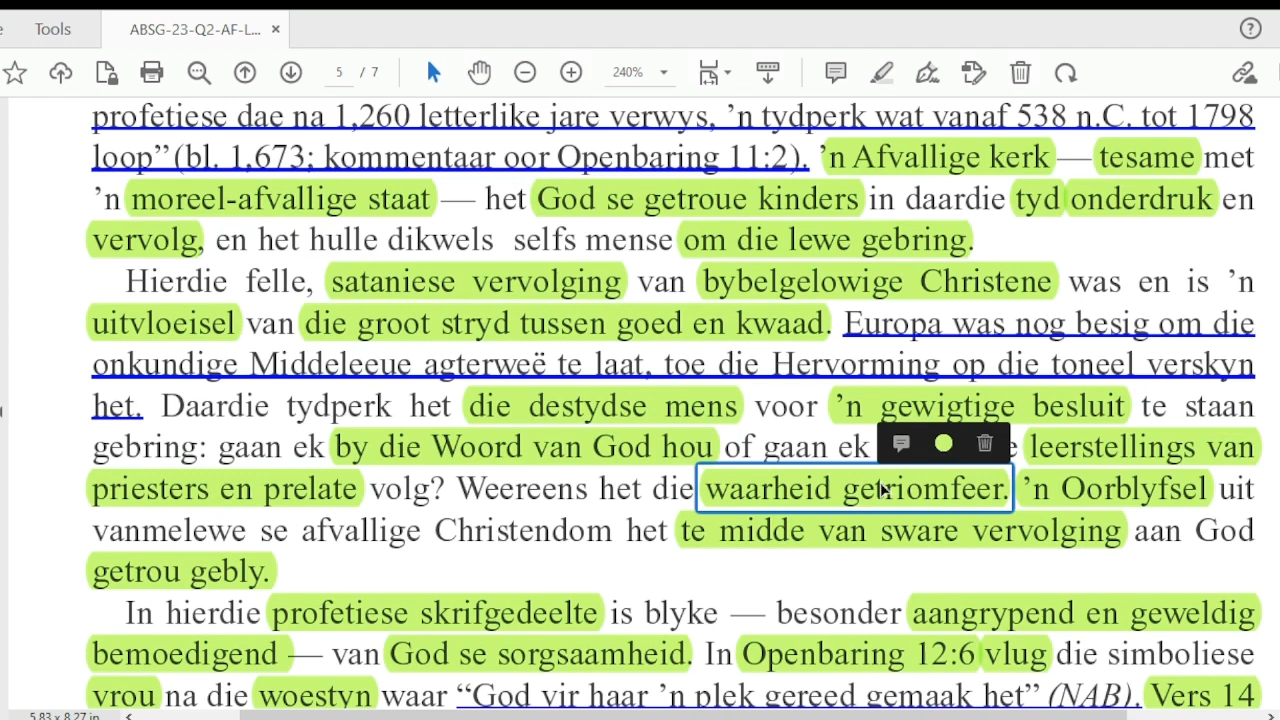 Tools
ABSG-23-Q2-AF-L... ×
5 / 7
240%
profetiese dae na 1,260 letterlike jare verwys, ’n tydperk wat vanaf 538 n.C. tot 1798
loop” (bl. 1,673; kommentaar oor Openbaring 11:2). ’n Afvallige kerk — tesame met
’n moreel-afvallige staat — het God se getroue kinders in daardie tyd onderdruk en
vervolg, en het hulle dikwels selfs mense om die lewe gebring.
Hierdie felle, sataniese vervolging van bybelgelowige Christene was en is ’n
uitvloeisel van die groot stryd tussen goed en kwaad. Europa was nog besig om die
onkundige Middeleeue agterweë te laat, toe die Hervorming op die toneel verskyn
het. Daardie tydperk het die destydse mens voor ’n gewigtige besluit te staan
gebring: gaan ek by die Woord van God hou of gaan ek e leerstellings van
priesters en prelate volg? Weereens het die waarheid getriomfeer. ’n Oorblyfsel uit
vanmelewe se afvallige Christendom het te midde van sware vervolging aan God
getrou gebly.
In hierdie profetiese skrifgedeelte is blyke — besonder aangrypend en geweldig
bemoedigend — van God se sorgsaamheid. In Openbaring 12:6 vlug die simboliese
vrou na die woestyn waar “God vir haar ’n plek gereed gemaak het” (NAB). Vers 14
5.83 x 8.27 in